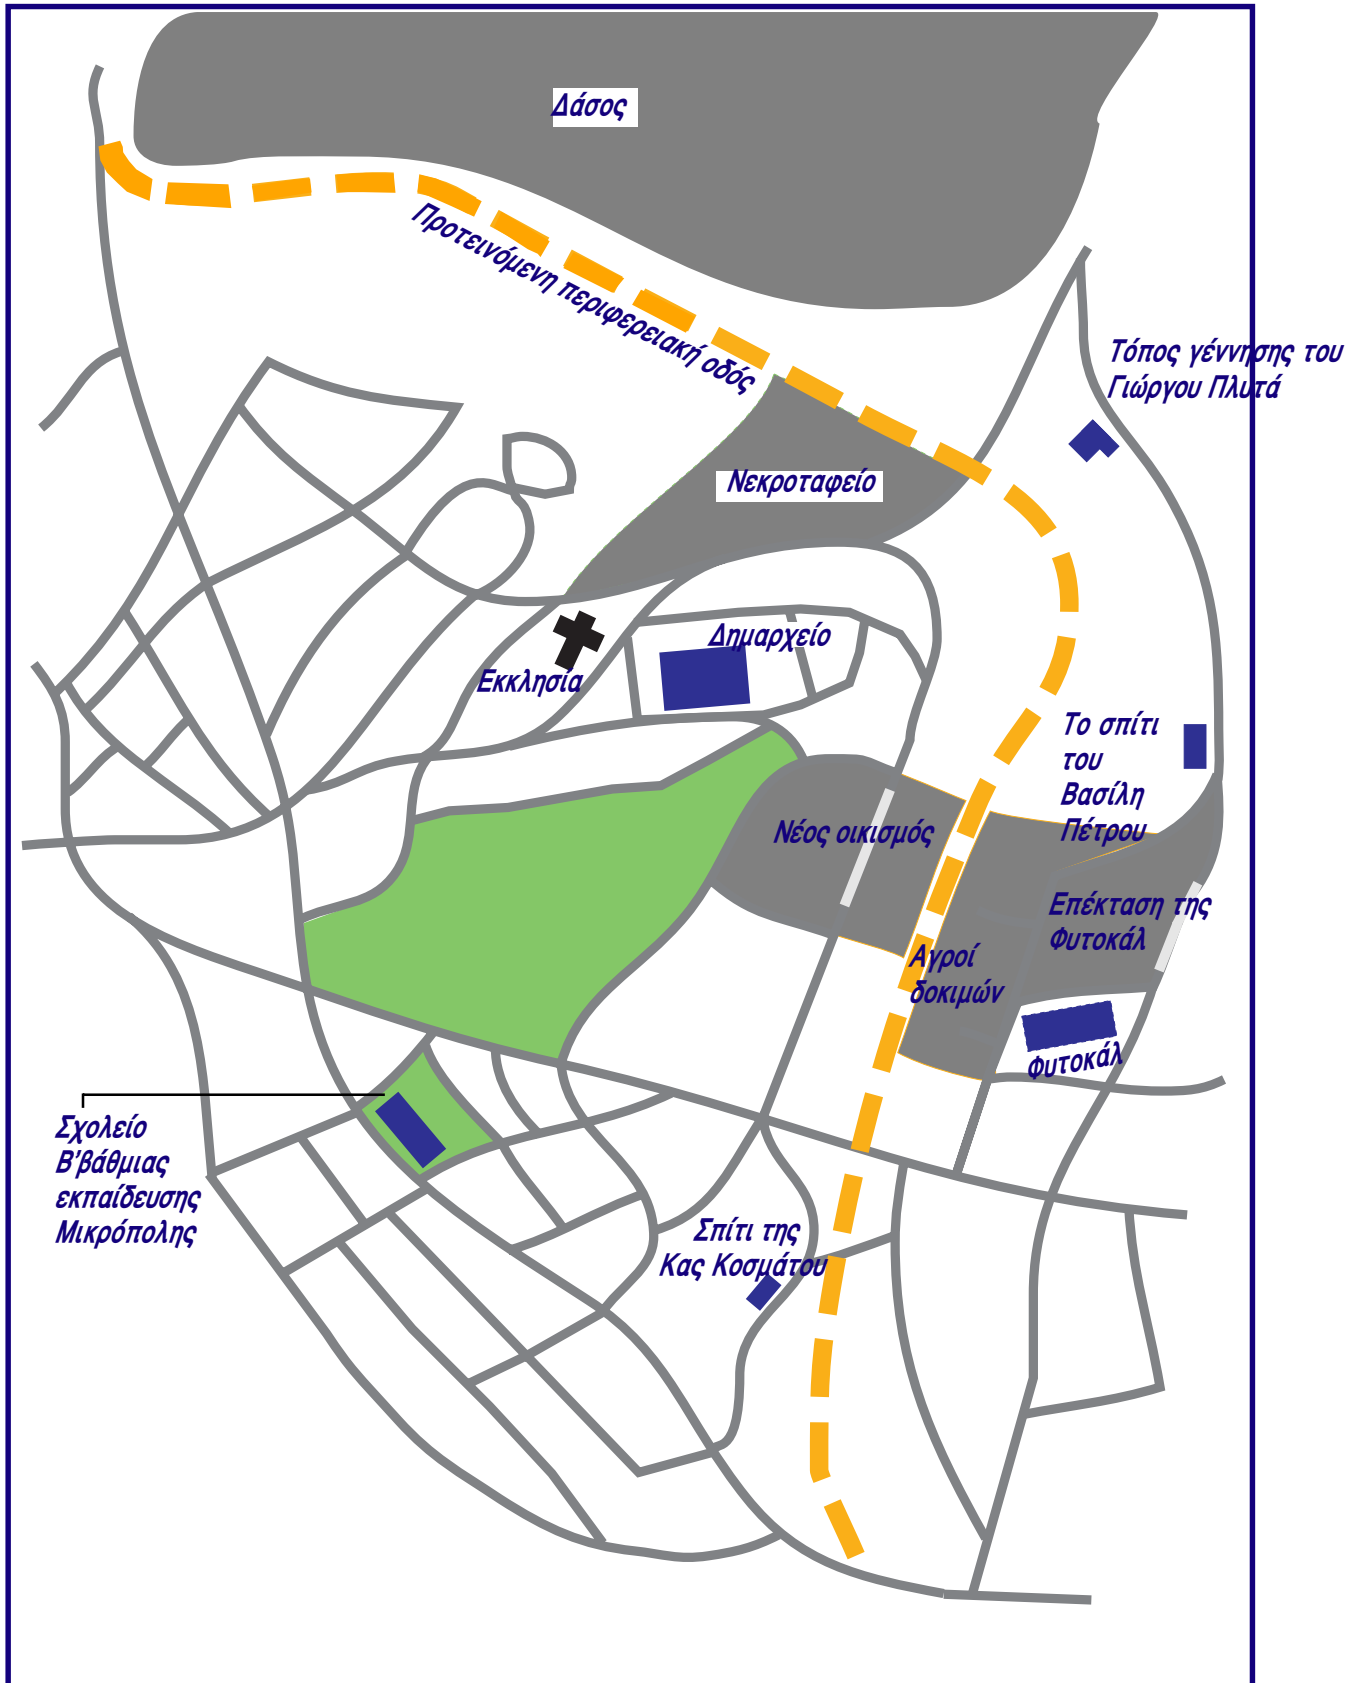 Δάσος
Προτεινόμενη περιφερειακή οδός
Τόπος γέννησης του
Γιώργου Πλυτά
Νεκροταφείο
Δημαρχείο
Εκκλησία
Το σπίτι
του
Βασίλη
Πέτρου
Νέος οικισμός
Επέκταση της
Φυτοκάλ
Αγροί
δοκιμών
Φυτοκάλ
Σχολείο
Β'βάθμιας
εκπαίδευσης
Μικρόπολης
Σπίτι της
Κας Κοσμάτου